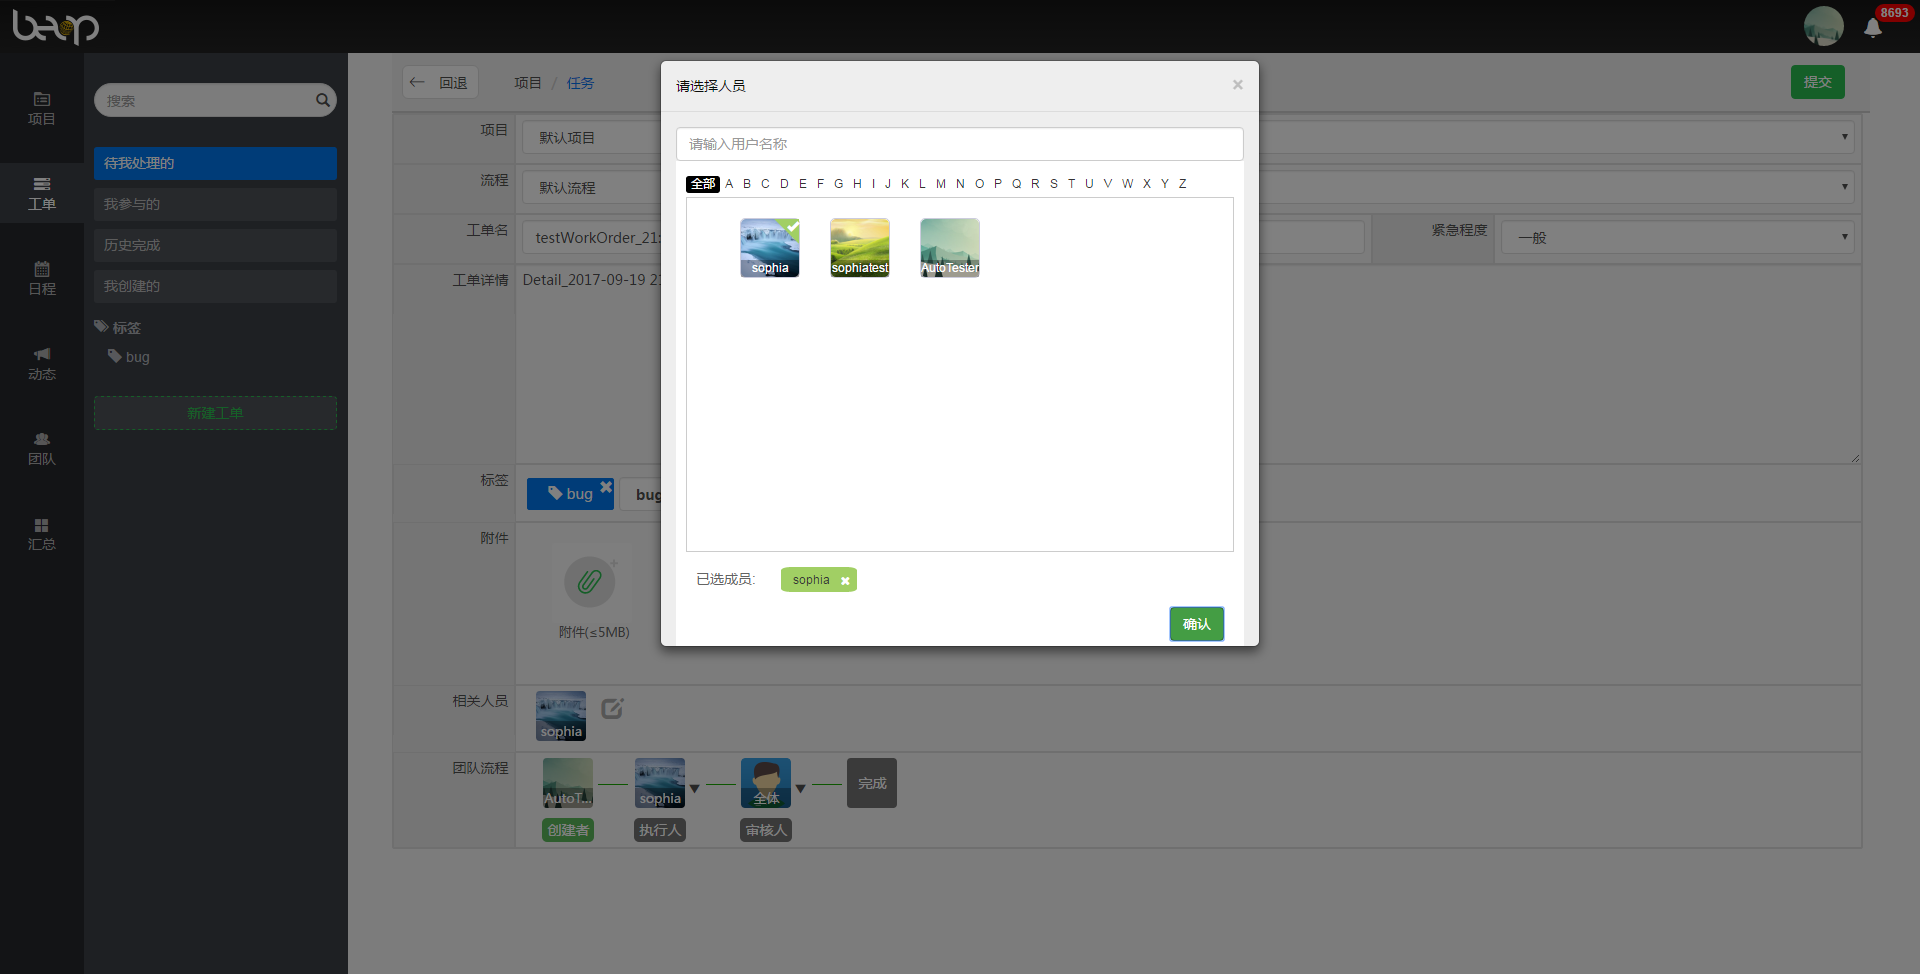 beap
8693
项目
工单
日程
动态
团队
汇总
搜索
待我处理的
我参与的
历史完成
我创建的
标签
bug
新建工单
回退
项目 / 任务
提交
项目
默认项目
流程
默认流程
工单名
testWorkOrder_21:
紧急程度
一般
工单详情
Detail_2017-09-19 21
标签
bug
bug
附件
附件(≤5MB)
相关人员
sophia
团队流程
AutoT...
sophia
全体
完成
创建者
执行人
审核人
请选择人员
×
请输入用户名称
全部 A B C D E F G H I J K L M N O P Q R S T U V W X Y Z
sophia
sophiatest
AutoTester
已选成员:
sophia
确认